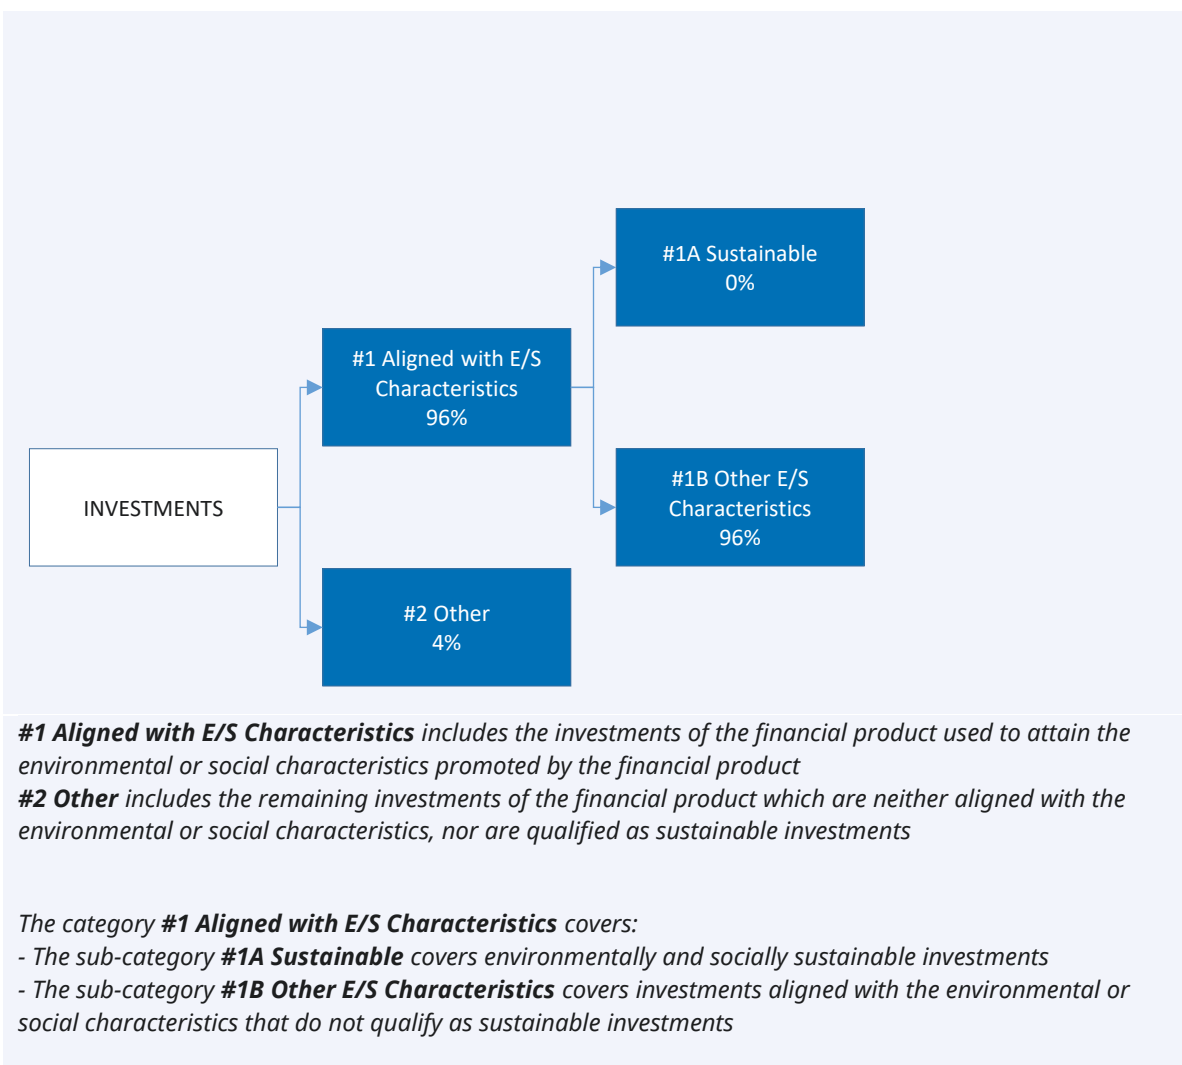 #1A Sustainable
0%
#1 Aligned with E/S
Characteristics
96%
INVESTMENTS
#1B Other E/S
Characteristics
96%
#2 Other
4%
#1 Aligned with E/S Characteristics includes the investments of the financial product used to attain the
environmental or social characteristics promoted by the financial product
#2 Other includes the remaining investments of the financial product which are neither aligned with the
environmental or social characteristics, nor are qualified as sustainable investments
The category #1 Aligned with E/S Characteristics covers:
- The sub-category #1A Sustainable covers environmentally and socially sustainable investments
- The sub-category #1B Other E/S Characteristics covers investments aligned with the environmental or
social characteristics that do not qualify as sustainable investments